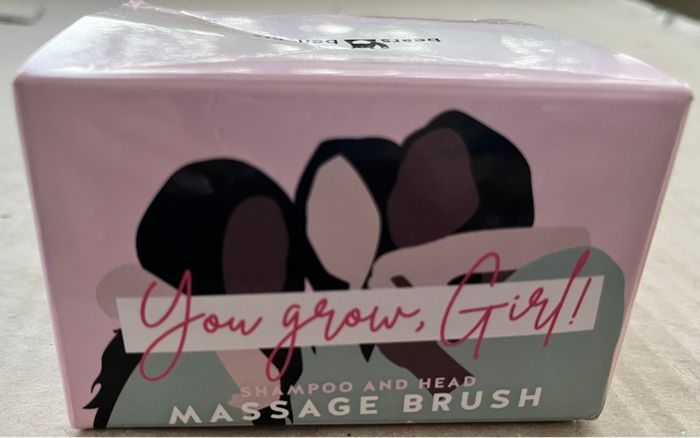 You grow, Girl!
SHAMPOO AND HEAD
MASSAGE BRUSH